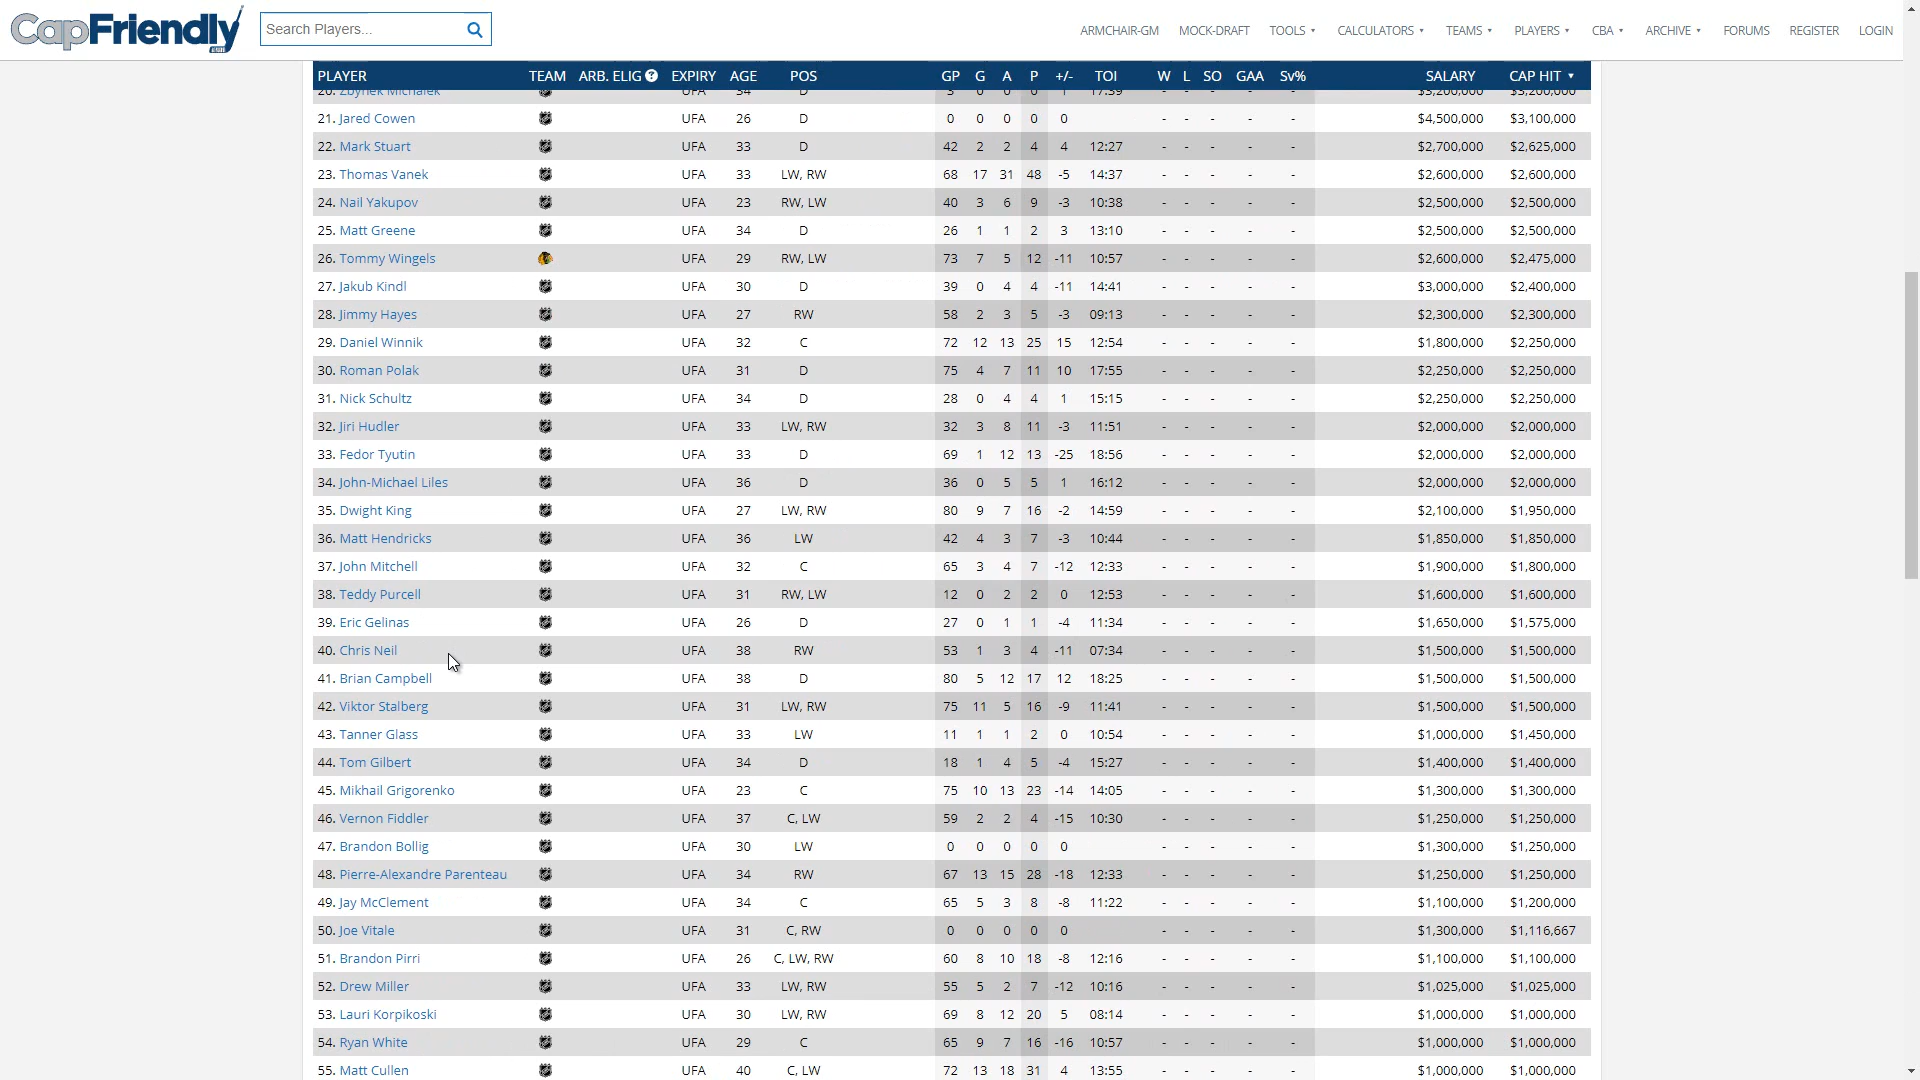 CapFriendly
Search Players...
ARMCHAIR-GM MOCK-DRAFT TOOLS CALCULATORS TEAMS PLAYERS CBA ARCHIVE FORUMS REGISTER LOGIN
PLAYER TEAM ARB. ELIG ? EXPIRY AGE POS GP G A P +/- TOI W L SO GAA Sv% SALARY CAP HIT
20. Zbynek Michalek UFA 34 D 3 0 0 0 1 17:39 - - - - - $3,200,000 $3,200,000
21. Jared Cowen UFA 26 D 0 0 0 0 0 - - - - - $4,500,000 $3,100,000
22. Mark Stuart UFA 33 D 42 2 2 4 4 12:27 - - - - - $2,700,000 $2,625,000
23. Thomas Vanek UFA 33 LW, RW 68 17 31 48 -5 14:37 - - - - - $2,600,000 $2,600,000
24. Nail Yakupov UFA 23 RW, LW 40 3 6 9 -3 10:38 - - - - - $2,500,000 $2,500,000
25. Matt Greene UFA 34 D 26 1 1 2 3 13:10 - - - - - $2,500,000 $2,500,000
26. Tommy Wingels UFA 29 RW, LW 73 7 5 12 -11 10:57 - - - - - $2,600,000 $2,475,000
27. Jakub Kindl UFA 30 D 39 0 4 4 -11 14:41 - - - - - $3,000,000 $2,400,000
28. Jimmy Hayes UFA 27 RW 58 2 3 5 -3 09:13 - - - - - $2,300,000 $2,300,000
29. Daniel Winnik UFA 32 C 72 12 13 25 15 12:54 - - - - - $1,800,000 $2,250,000
30. Roman Polak UFA 31 D 75 4 7 11 10 17:55 - - - - - $2,250,000 $2,250,000
31. Nick Schultz UFA 34 D 28 0 4 4 1 15:15 - - - - - $2,250,000 $2,250,000
32. Jiri Hudler UFA 33 LW, RW 32 3 8 11 -3 11:51 - - - - - $2,000,000 $2,000,000
33. Fedor Tyutin UFA 33 D 69 1 12 13 -25 18:56 - - - - - $2,000,000 $2,000,000
34. John-Michael Liles UFA 36 D 36 0 5 5 1 16:12 - - - - - $2,000,000 $2,000,000
35. Dwight King UFA 27 LW, RW 80 9 7 16 -2 14:59 - - - - - $2,100,000 $1,950,000
36. Matt Hendricks UFA 36 LW 42 4 3 7 -3 10:44 - - - - - $1,850,000 $1,850,000
37. John Mitchell UFA 32 C 65 3 4 7 -12 12:33 - - - - - $1,900,000 $1,800,000
38. Teddy Purcell UFA 31 RW, LW 12 0 2 2 0 12:53 - - - - - $1,600,000 $1,600,000
39. Eric Gelinas UFA 26 D 27 0 1 1 -4 11:34 - - - - - $1,650,000 $1,575,000
40. Chris Neil UFA 38 RW 53 1 3 4 -11 07:34 - - - - - $1,500,000 $1,500,000
41. Brian Campbell UFA 38 D 80 5 12 17 12 18:25 - - - - - $1,500,000 $1,500,000
42. Viktor Stalberg UFA 31 LW, RW 75 11 5 16 -9 11:41 - - - - - $1,500,000 $1,500,000
43. Tanner Glass UFA 33 LW 11 1 1 2 0 10:54 - - - - - $1,000,000 $1,450,000
44. Tom Gilbert UFA 34 D 18 1 4 5 -4 15:27 - - - - - $1,400,000 $1,400,000
45. Mikhail Grigorenko UFA 23 C 75 10 13 23 -14 14:05 - - - - - $1,300,000 $1,300,000
46. Vernon Fiddler UFA 37 C, LW 59 2 2 4 -15 10:30 - - - - - $1,250,000 $1,250,000
47. Brandon Bollig UFA 30 LW 0 0 0 0 0 - - - - - $1,300,000 $1,250,000
48. Pierre-Alexandre Parenteau UFA 34 RW 67 13 15 28 -18 12:33 - - - - - $1,250,000 $1,250,000
49. Jay McClement UFA 34 C 65 5 3 8 -8 11:22 - - - - - $1,100,000 $1,200,000
50. Joe Vitale UFA 31 C, RW 0 0 0 0 0 - - - - - $1,300,000 $1,116,667
51. Brandon Pirri UFA 26 C, LW, RW 60 8 10 18 -8 12:16 - - - - - $1,100,000 $1,100,000
52. Drew Miller UFA 33 LW, RW 55 5 2 7 -12 10:16 - - - - - $1,025,000 $1,025,000
53. Lauri Korpikoski UFA 30 LW, RW 69 8 12 20 5 08:14 - - - - - $1,000,000 $1,000,000
54. Ryan White UFA 29 C 65 9 7 16 -16 10:57 - - - - - $1,000,000 $1,000,000
55. Matt Cullen UFA 40 C, LW 72 13 18 31 4 13:55 - - - - - $1,000,000 $1,000,000